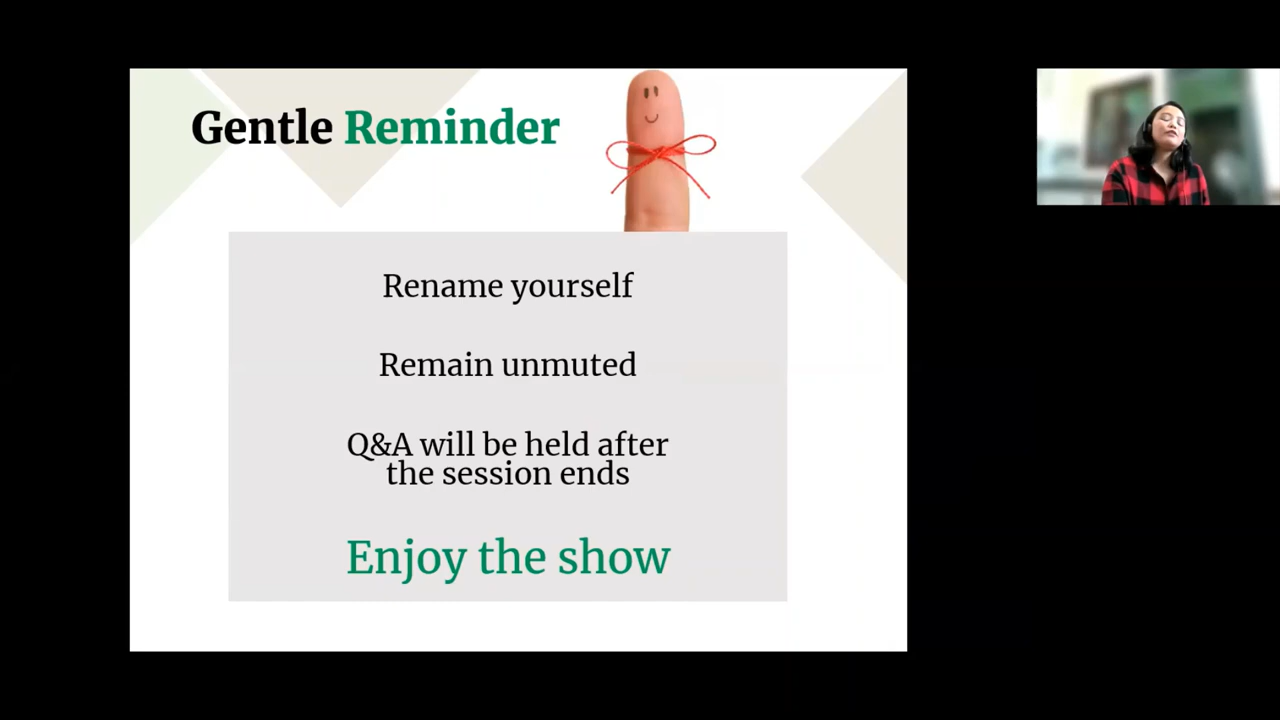 Gentle Reminder
Rename yourself
Remain unmuted
Q&A will be held after
the session ends
Enjoy the show